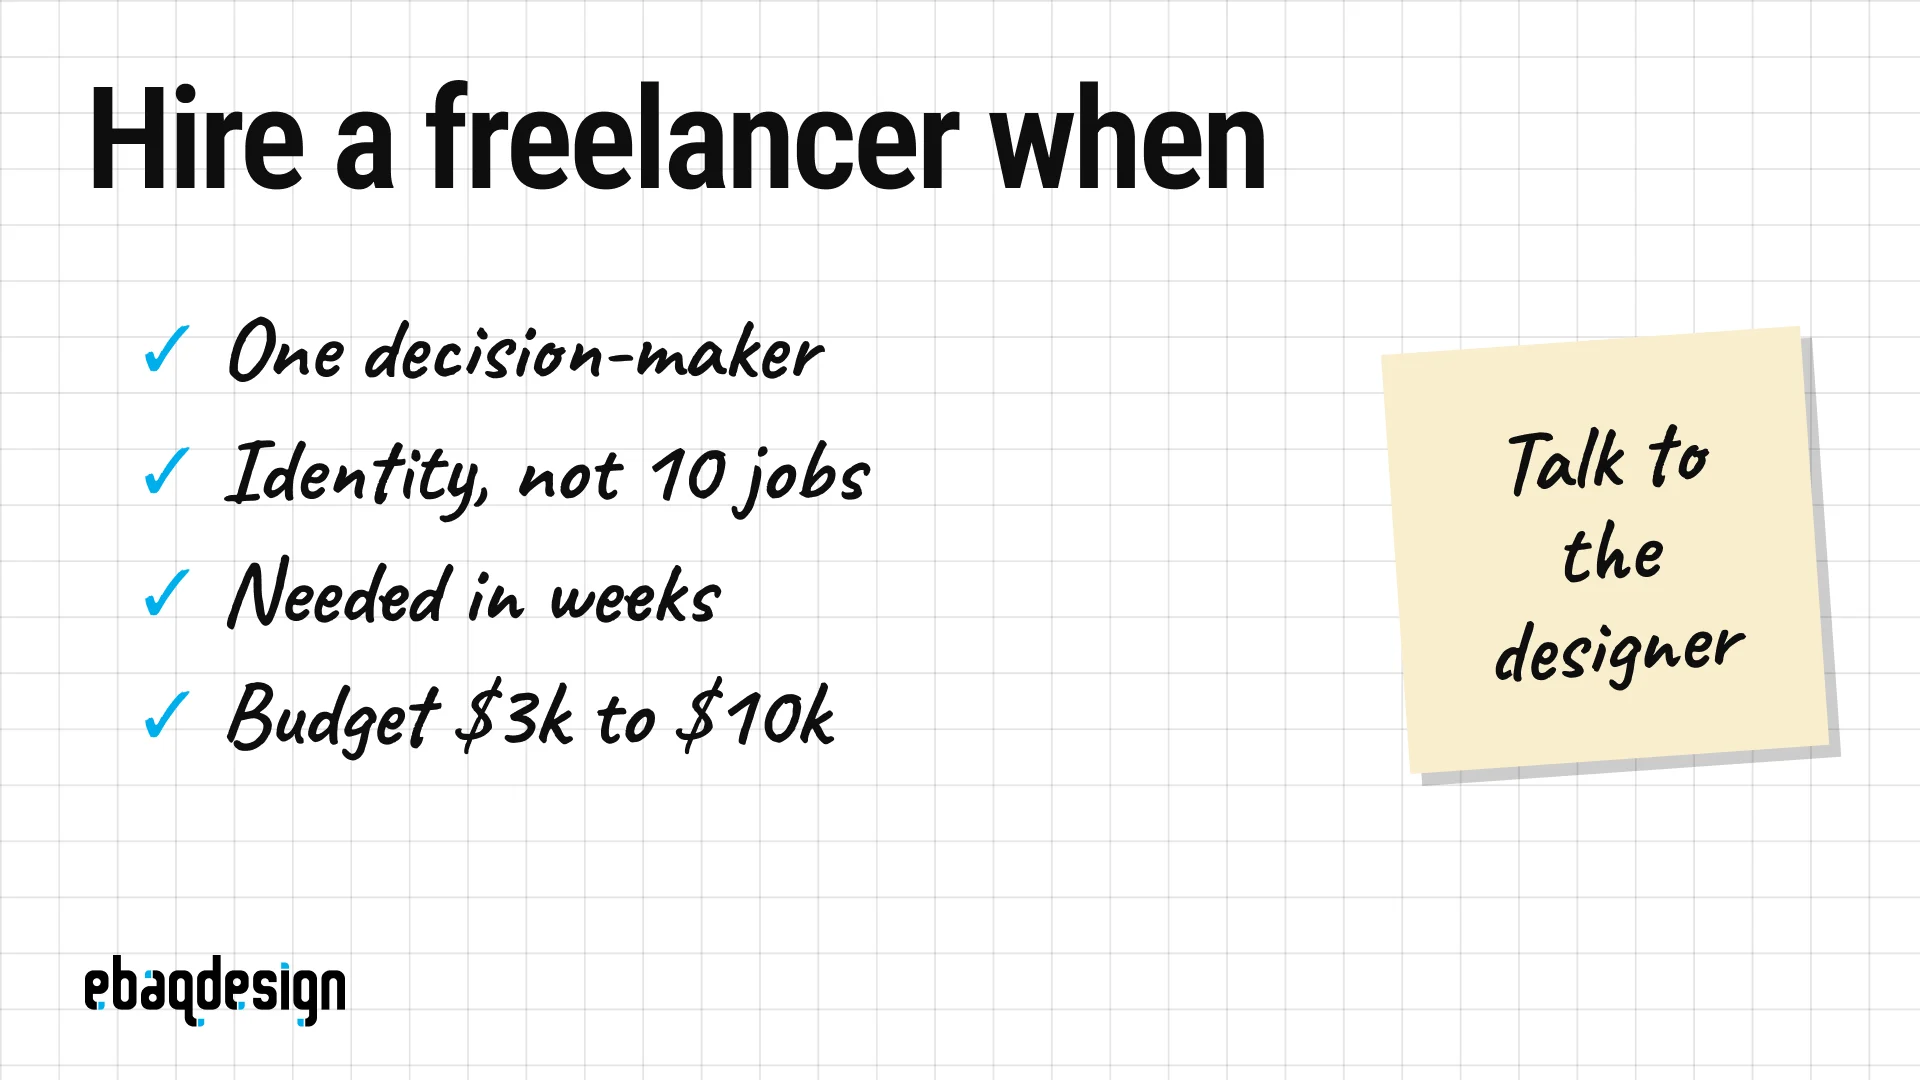 Hire a freelancer when
✓ One decision-maker
✓ Identity, not 10 jobs
✓ Needed in weeks
✓ Budget $3k to $10k
Talk to
the
designer
ebaqdesign